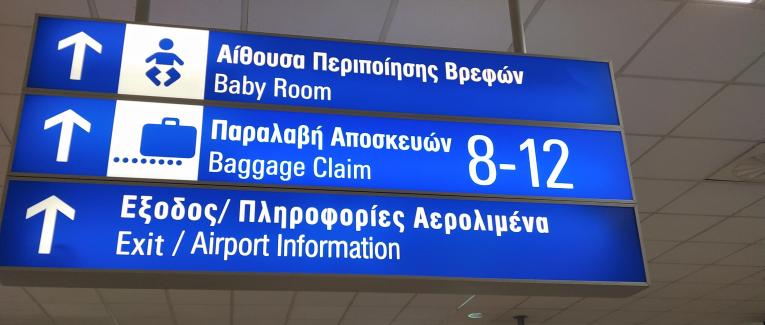 Αίθουσα Περιποίησης Βρεφών
Baby Room
Παραλαβή Αποσκευών 8-12
Baggage Claim
Εξοδος/ Πληροφορίες Αερολιμένα
Exit / Airport Information